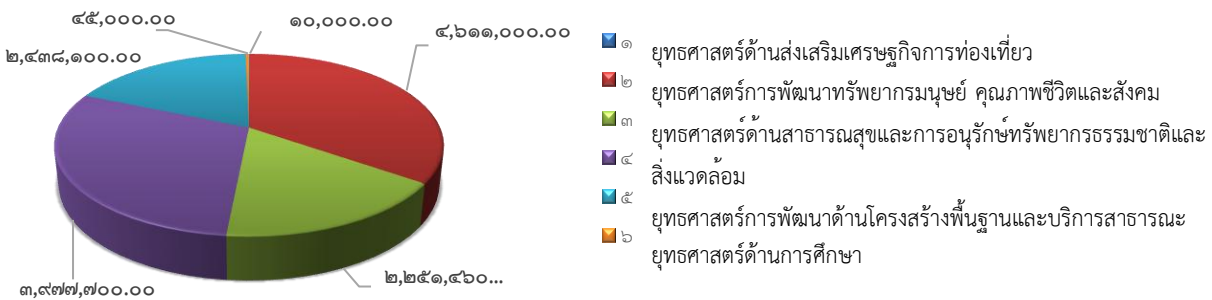 ๔๕,๐๐๐.๐๐
๑๐,๐๐๐.๐๐
๔,๖๑๑,๐๐๐.๐๐
๒,๔๓๘,๑๐๐.๐๐
๓,๙๗๗,๗๐๐.๐๐
๒,๒๕๑,๔๖๐...
๑
๒
๓
๔
๕
๖
ยุทธศาสตร์ด้านส่งเสริมเศรษฐกิจการท่องเที่ยว
ยุทธศาสตร์การพัฒนาทรัพยากรมนุษย์ คุณภาพชีวิตและสังคม
ยุทธศาสตร์ด้านสาธารณสุขและการอนุรักษ์ทรัพยากรธรรมชาติและ
สิ่งแวดล้อม
ยุทธศาสตร์การพัฒนาด้านโครงสร้างพื้นฐานและบริการสาธารณะ
ยุทธศาสตร์ด้านการศึกษา